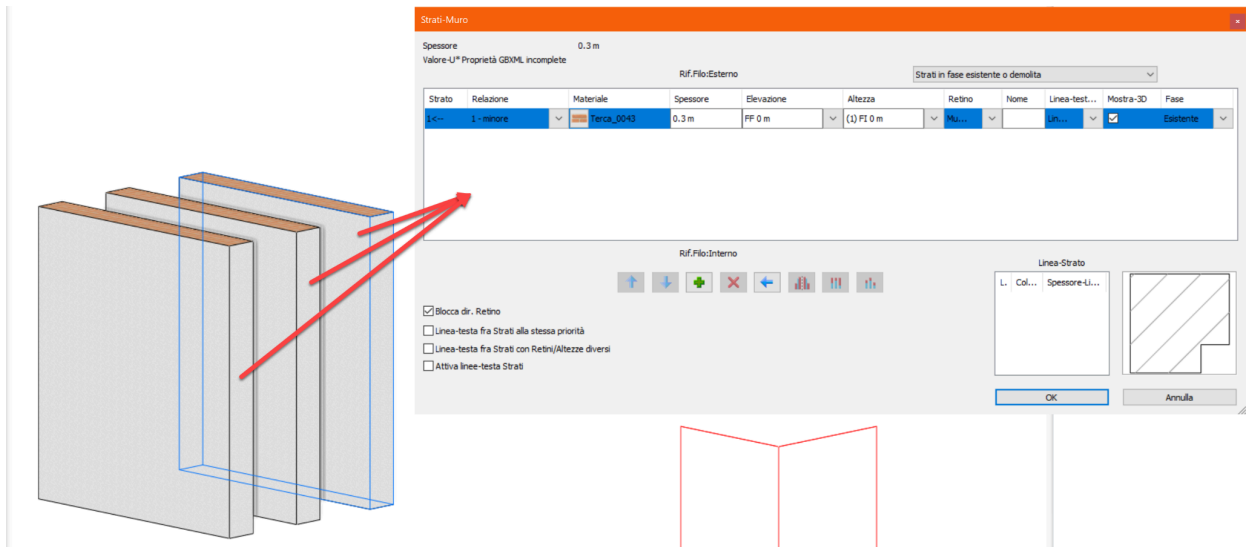 Strati-Muro
Spessore 0.3 m
Valore-U* Proprietà GBXML incomplete
Rif.Filo:Esterno Strati in fase esistente o demolita
Strato Relazione Materiale Spessore Elevazione Altezza Retino Nome Linea-test... Mostra-3D Fase
1<-- 1 - minore Terca_0043 0.3 m FF 0 m (1) FI 0 m Mu... Lin... Esistente
Rif.Filo:Interno
Linea-Strato
L. Col... Spessore-Li...
Blocca dir. Retino
Linea-testa fra Strati alla stessa priorità
Linea-testa fra Strati con Retini/Altezze diversi
Attiva linee-testa Strati
OK Annulla